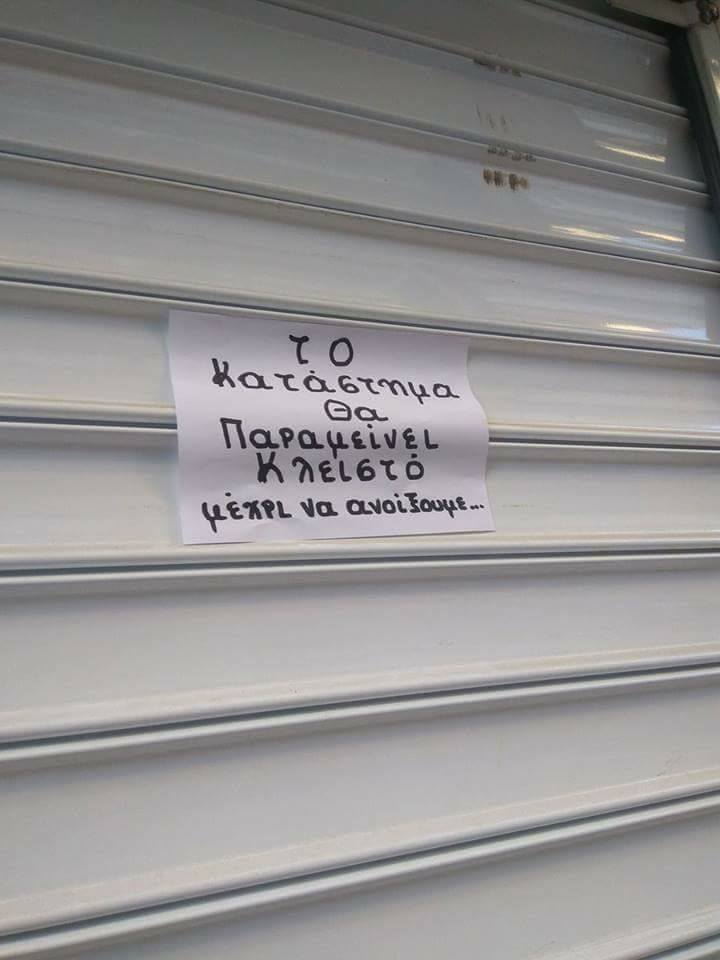 το
Κατάστημα
Θα
Παραμείνει
Κλειστό
μέχρι να ανοίξουμε...